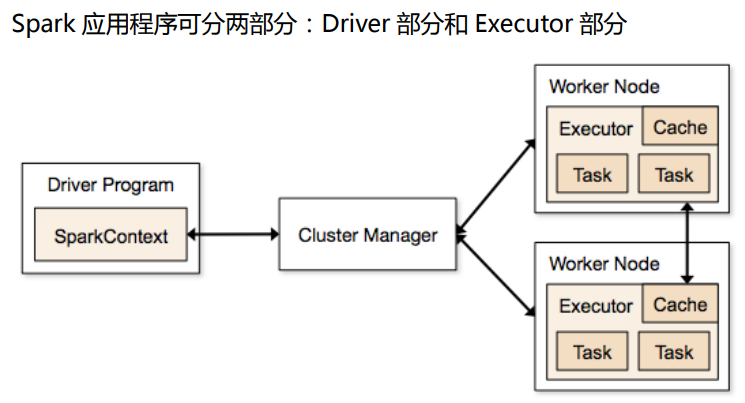 Spark 应用程序可分两部分：Driver 部分和 Executor 部分
Driver Program
SparkContext
Cluster Manager
Worker Node
Executor
Cache
Task
Task
Worker Node
Executor
Cache
Task
Task